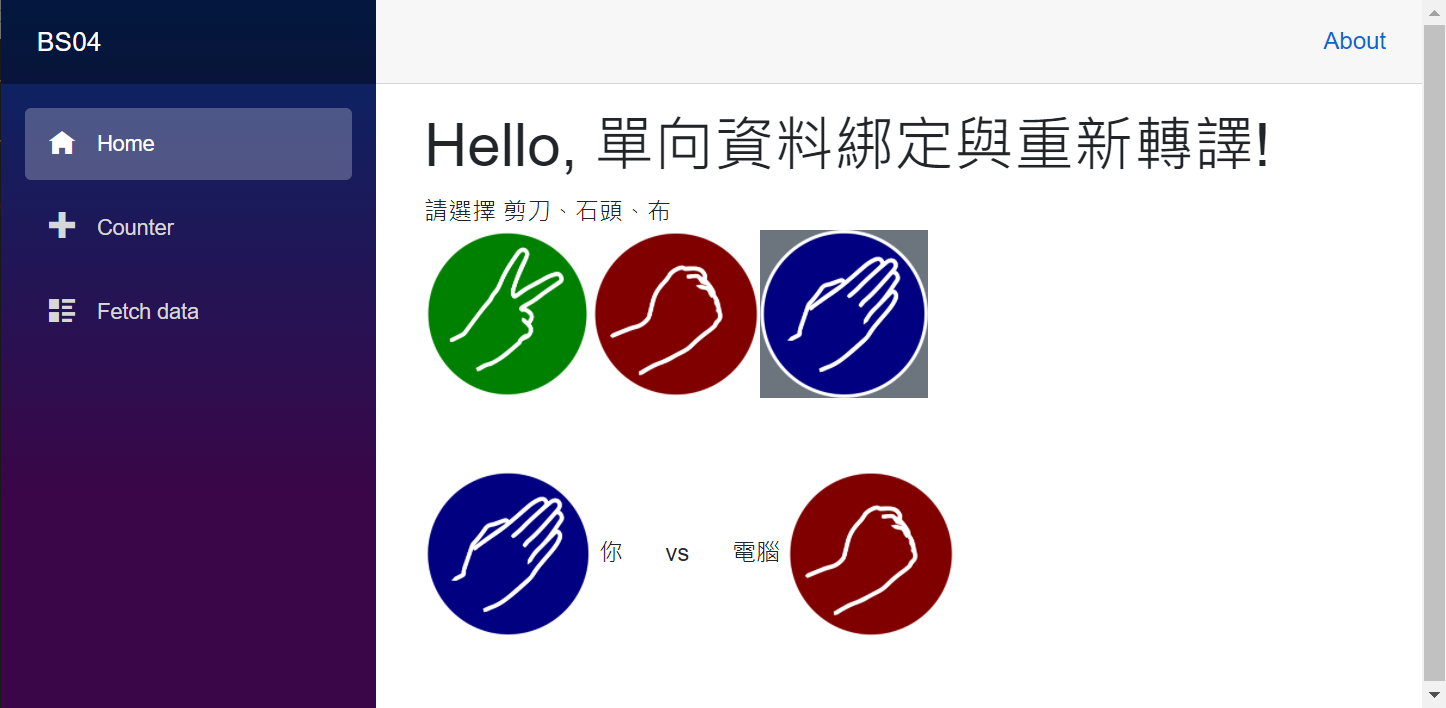 BS04
About
Home
Counter
Fetch data
Hello, 單向資料綁定與重新轉譯!
請選擇 剪刀、石頭、布
你 vs 電腦